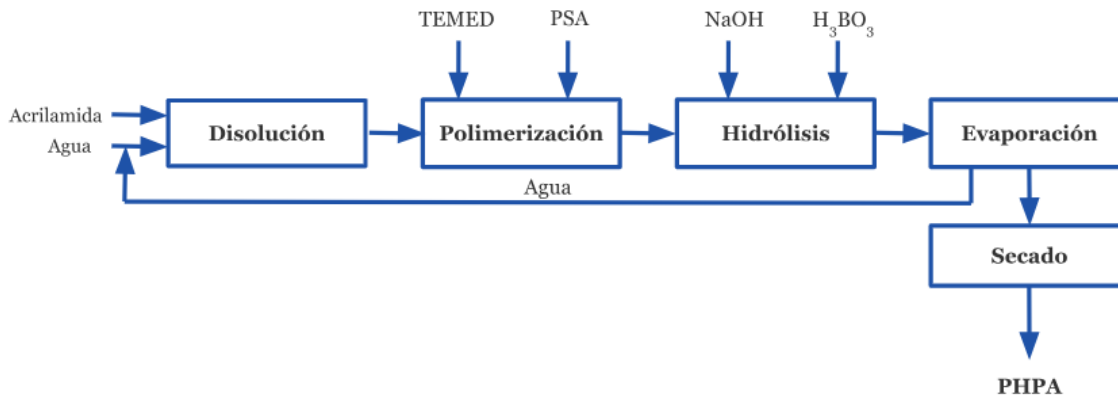 TEMED PSA NaOH H₃BO₃
Acrilamida
Agua
Disolución
Polimerización
Hidrólisis
Evaporación
Agua
Secado
PHPA